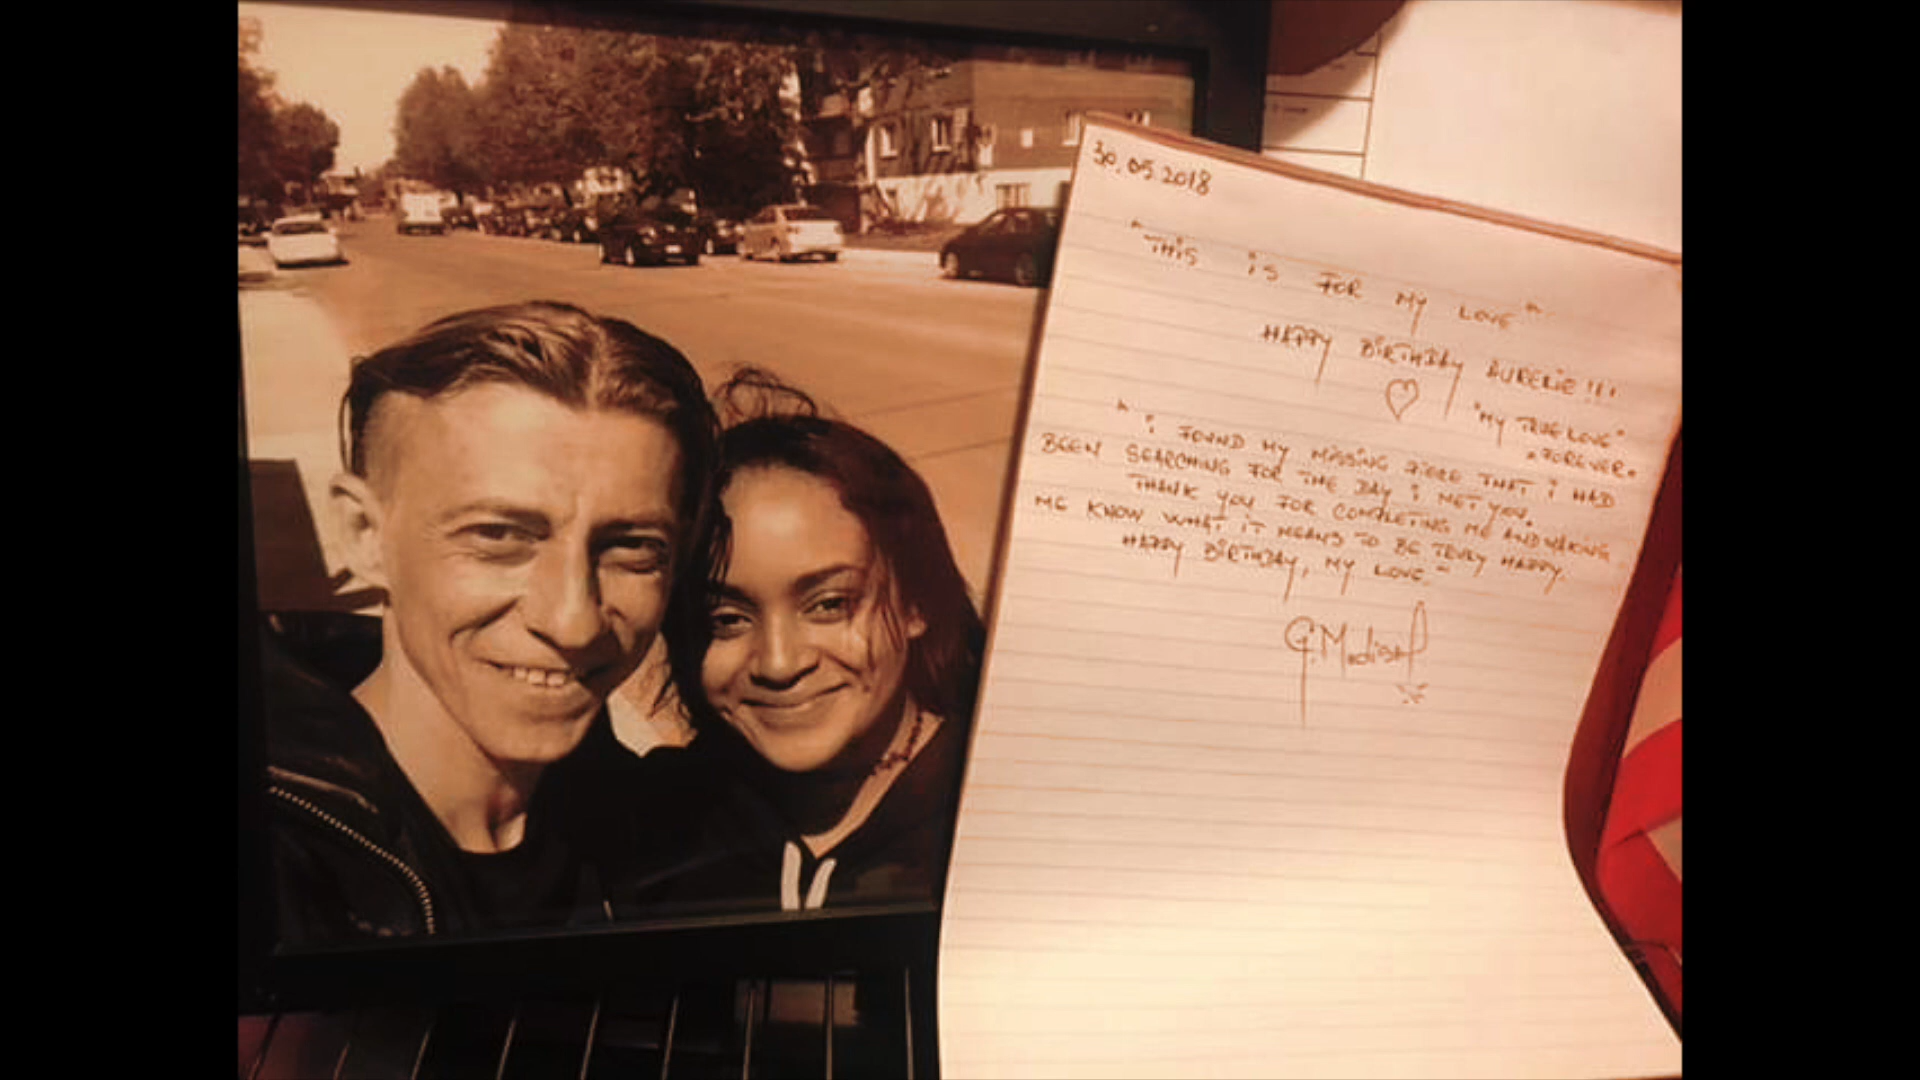 30.05.2018
"THIS IS FOR MY LOVE"
HAPPY BIRTHDAY AURERIE!!!
"MY TRUE LOVE"
"FOREVER"
"I FOUND MY MISSING PIECE THAT I HAD
BEEN SEARCHING FOR THE DAY I MET YOU.
THANK YOU FOR COMPLETING ME AND MAKING
ME KNOW WHAT IT MEANS TO BE TRULY HAPPY.
HAPPY BIRTHDAY, MY LOVE"